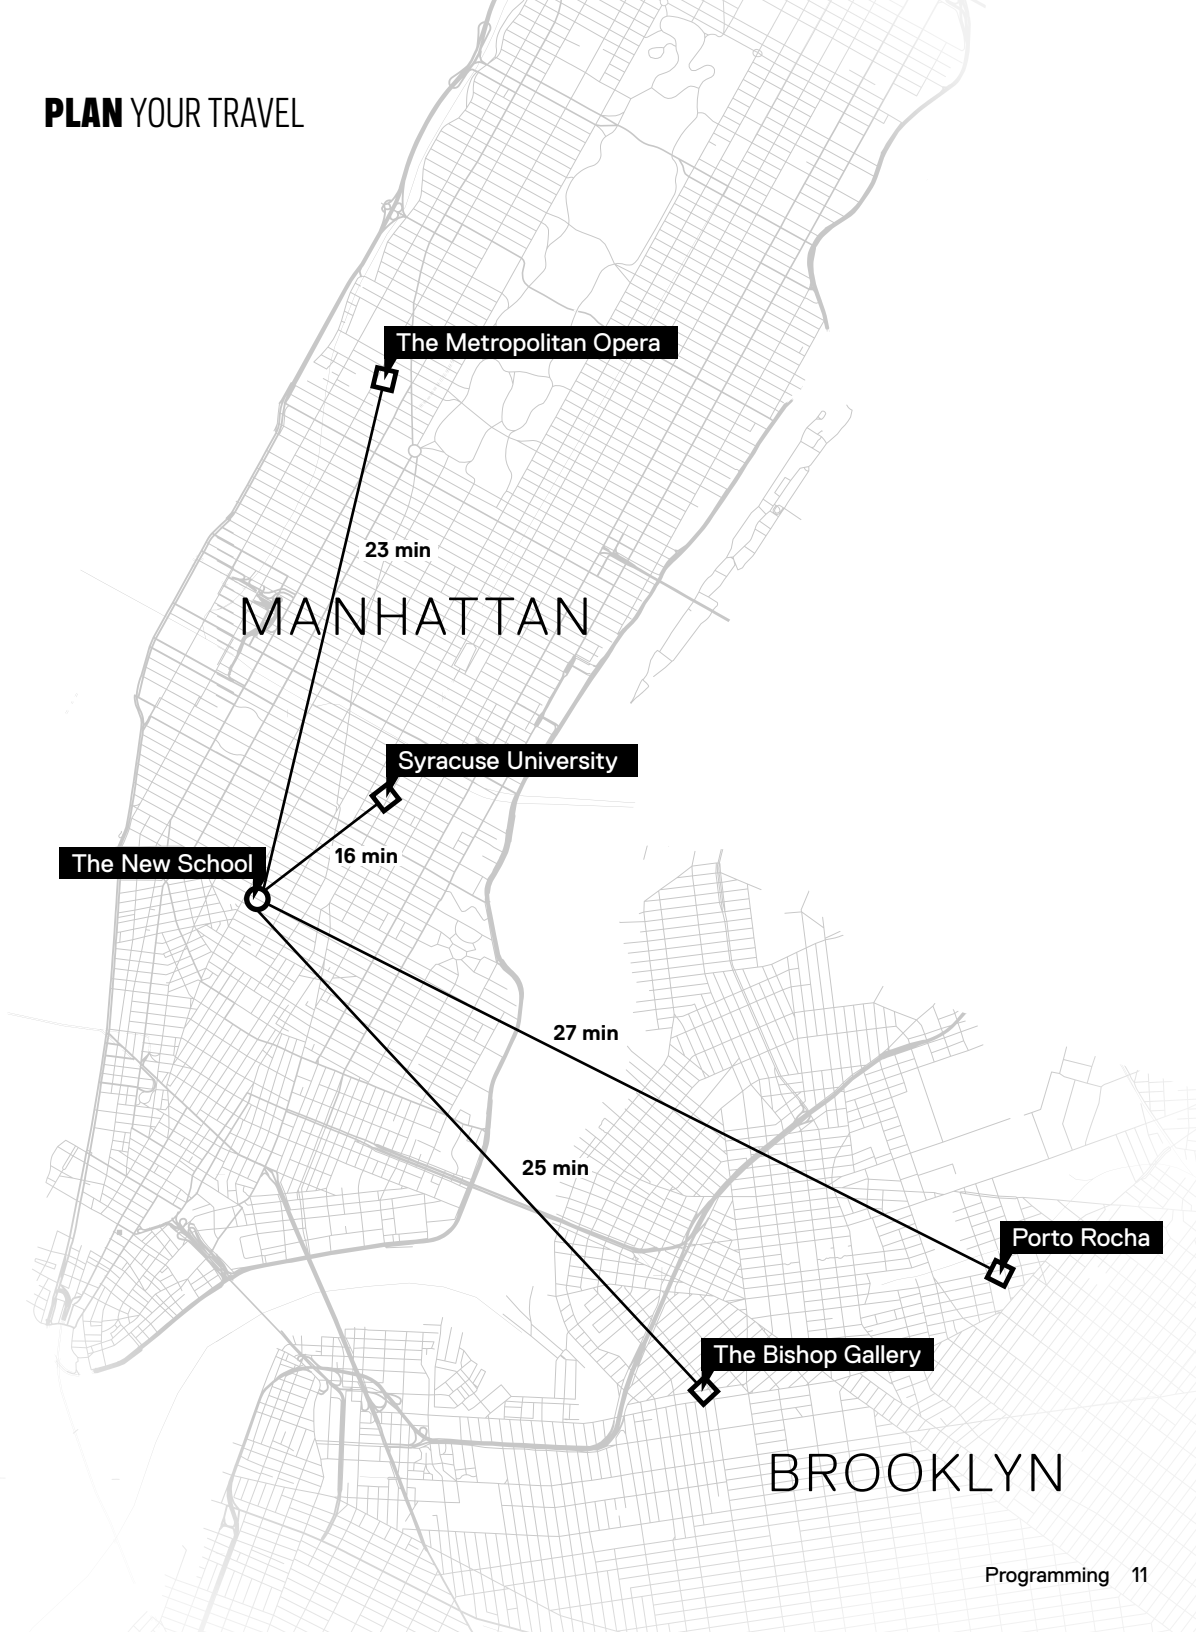 PLAN YOUR TRAVEL
The Metropolitan Opera
23 min
MANHATTAN
Syracuse University
16 min
The New School
27 min
25 min
Porto Rocha
The Bishop Gallery
BROOKLYN
Programming 11